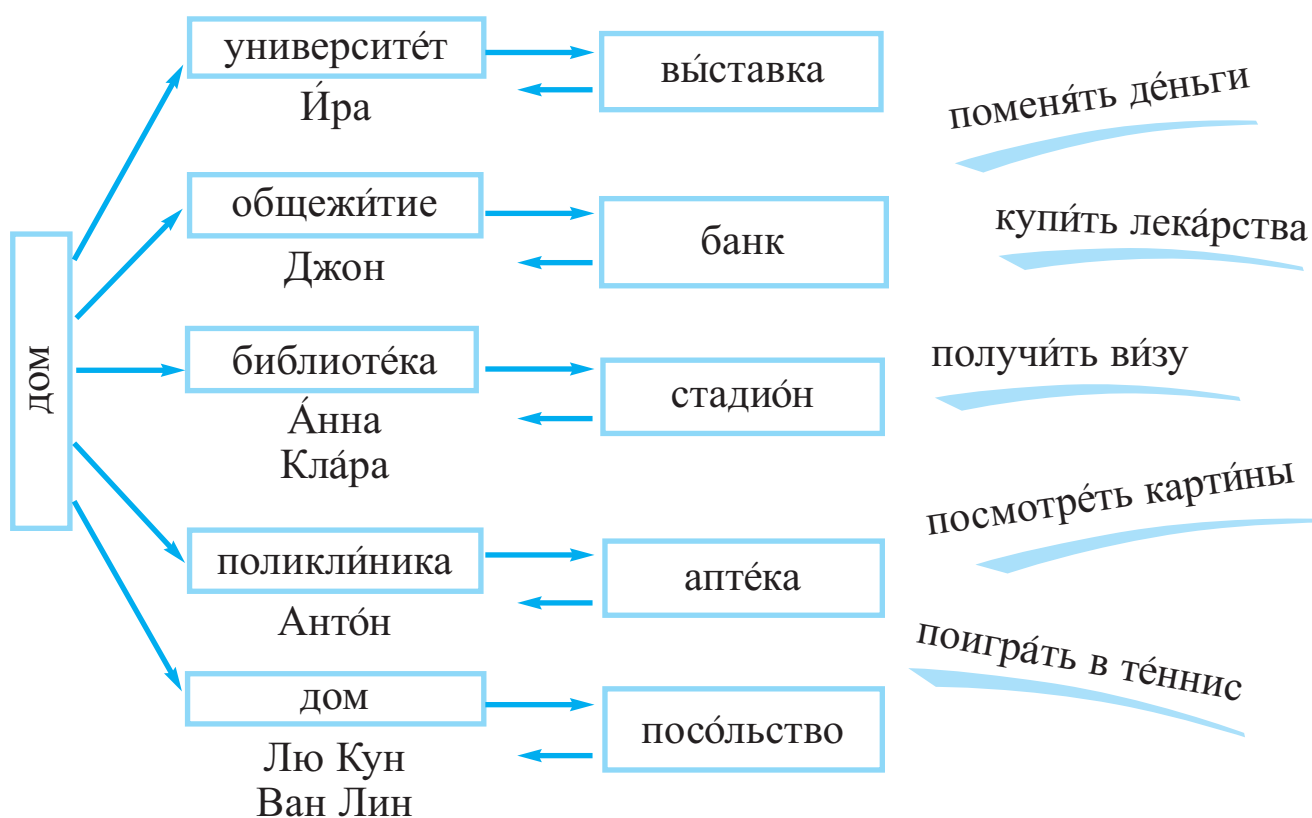 дом
университе́т
И́ра
вы́ставка
поменя́ть де́ньги
общежи́тие
Джон
банк
купи́ть лека́рства
библиоте́ка
А́нна
Кла́ра
стадио́н
получи́ть ви́зу
поликли́ника
Анто́н
апте́ка
посмотре́ть карти́ны
дом
Лю Кун
Ван Лин
посо́льство
поигра́ть в те́ннис